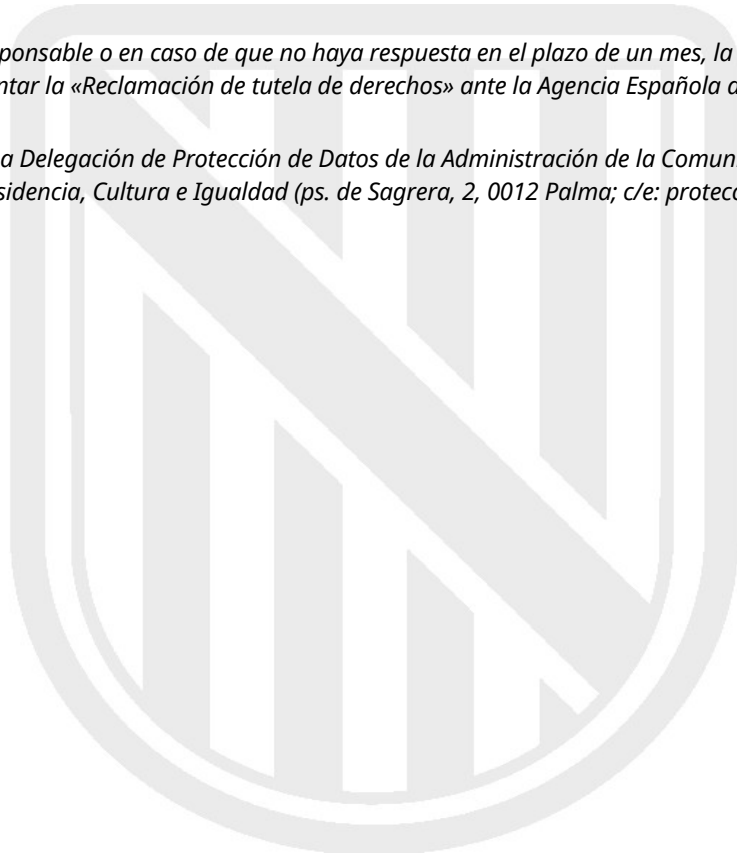 ponsable o en caso de que no haya respuesta en el plazo de un mes, la
ntar la «Reclamación de tutela de derechos» ante la Agencia Española
a Delegación de Protección de Datos de la Administración de la
sidencia, Cultura e Igualdad (ps. de Sagrera, 2, 0012 Palma; c/e: